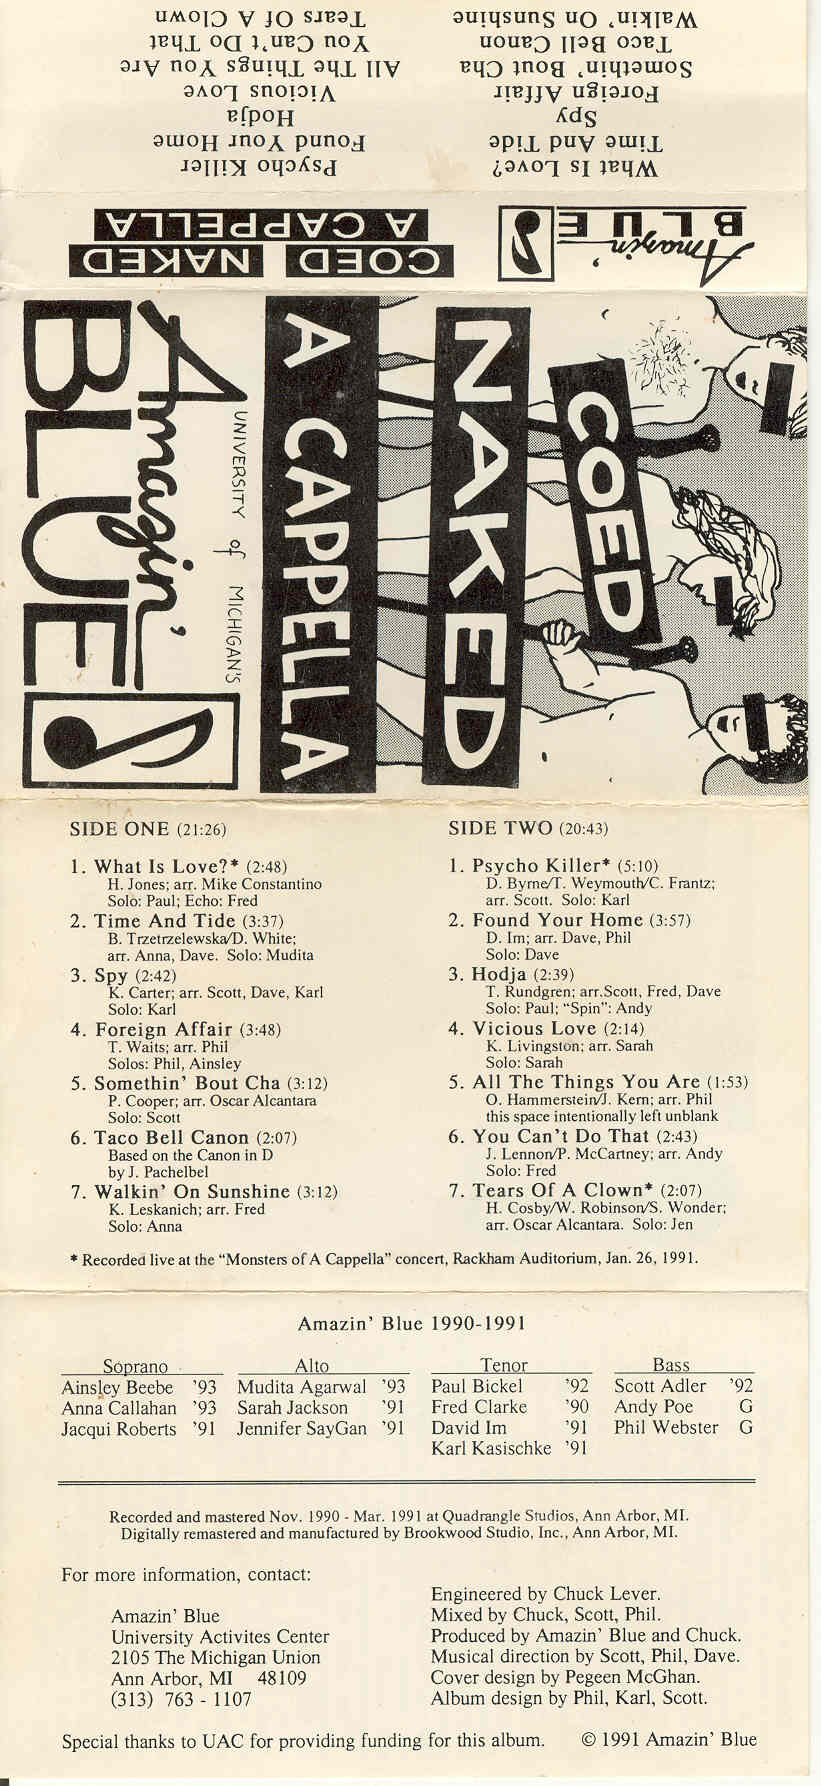 What Is Love?
Time And Tide
Spy
Foreign Affair
Somethin' Bout Cha
Taco Bell Canon
Walkin' On Sunshine
Psycho Killer
Found Your Home
Hodja
Vicious Love
All The Things You Are
You Can't Do That
Tears Of A Clown
Amazin'
BLUE
COED NAKED
A CAPPELLA
COED
NAKED
A CAPPELLA
UNIVERSITY of MICHIGAN'S
Amazin'
BLUE
SIDE ONE (21:26)
1. What Is Love?* (2:48)
H. Jones; arr. Mike Constantino
Solo: Paul; Echo: Fred
2. Time And Tide (3:37)
B. Trzetrzelewska/D. White;
arr. Anna, Dave. Solo: Mudita
3. Spy (2:42)
K. Carter; arr. Scott, Dave, Karl
Solo: Karl
4. Foreign Affair (3:48)
T. Waits; arr. Phil
Solos: Phil, Ainsley
5. Somethin' Bout Cha (3:12)
P. Cooper; arr. Oscar Alcantara
Solo: Scott
6. Taco Bell Canon (2:07)
Based on the Canon in D
by J. Pachelbel
7. Walkin' On Sunshine (3:12)
K. Leskanich; arr. Fred
Solo: Anna
SIDE TWO (20:43)
1. Psycho Killer* (5:10)
D. Byrne/T. Weymouth/C. Frantz;
arr. Scott. Solo: Karl
2. Found Your Home (3:57)
D. Im; arr. Dave, Phil
Solo: Dave
3. Hodja (2:39)
T. Rundgren; arr.Scott, Fred, Dave
Solo: Paul; "Spin": Andy
4. Vicious Love (2:14)
K. Livingston; arr. Sarah
Solo: Sarah
5. All The Things You Are (1:53)
O. Hammerstein/J. Kern; arr. Phil
this space intentionally left unblank
6. You Can't Do That (2:43)
J. Lennon/P. McCartney; arr. Andy
Solo: Fred
7. Tears Of A Clown* (2:07)
H. Cosby/W. Robinson/S. Wonder;
arr. Oscar Alcantara. Solo: Jen
* Recorded live at the "Monsters of A Cappella" concert, Rackham Auditorium, Jan. 26, 1991.
Amazin' Blue 1990-1991
Soprano
Ainsley Beebe '93
Anna Callahan '93
Jacqui Roberts '91
Alto
Mudita Agarwal '93
Sarah Jackson '91
Jennifer SayGan '91
Tenor
Paul Bickel '92
Fred Clarke '90
David Im '91
Karl Kasischke '91
Bass
Scott Adler '92
Andy Poe G
Phil Webster G
Recorded and mastered Nov. 1990 - Mar. 1991 at Quadrangle Studios, Ann Arbor, MI.
Digitally remastered and manufactured by Brookwood Studio, Inc., Ann Arbor, MI.
For more information, contact:
Amazin' Blue
University Activites Center
2105 The Michigan Union
Ann Arbor, MI 48109
(313) 763 - 1107
Engineered by Chuck Lever.
Mixed by Chuck, Scott, Phil.
Produced by Amazin' Blue and Chuck.
Musical direction by Scott, Phil, Dave.
Cover design by Pegeen McGhan.
Album design by Phil, Karl, Scott.
Special thanks to UAC for providing funding for this album. © 1991 Amazin' Blue